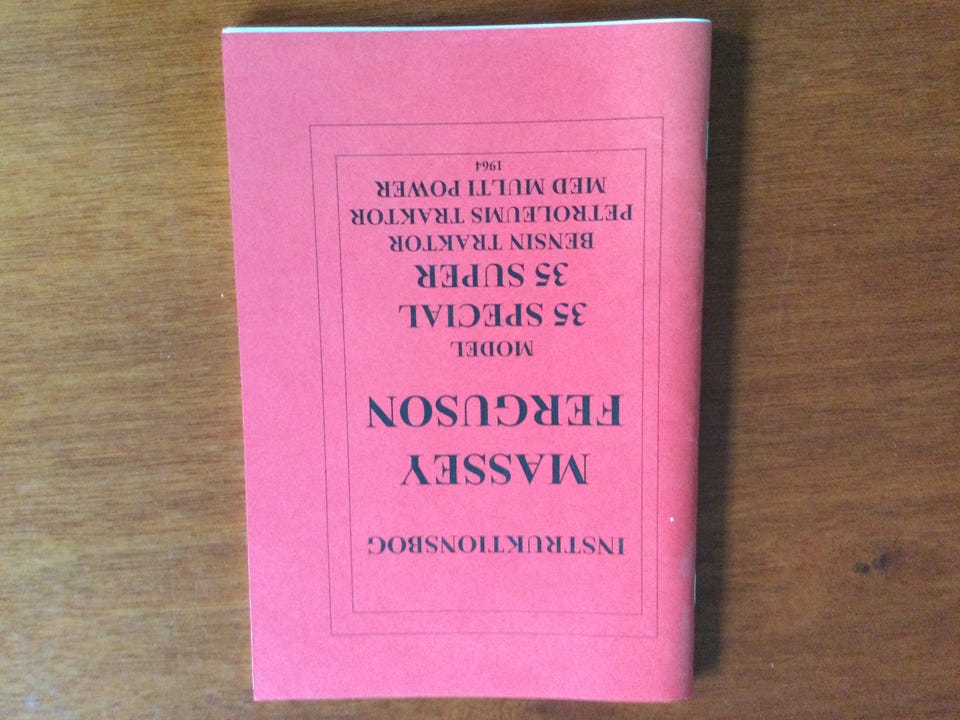 INSTRUKTIONSBOG
MASSEY
FERGUSON
MODEL
35 SPECIAL
35 SUPER
BENSIN TRAKTOR
PETROLEUMS TRAKTOR
MED MULTI POWER
1964